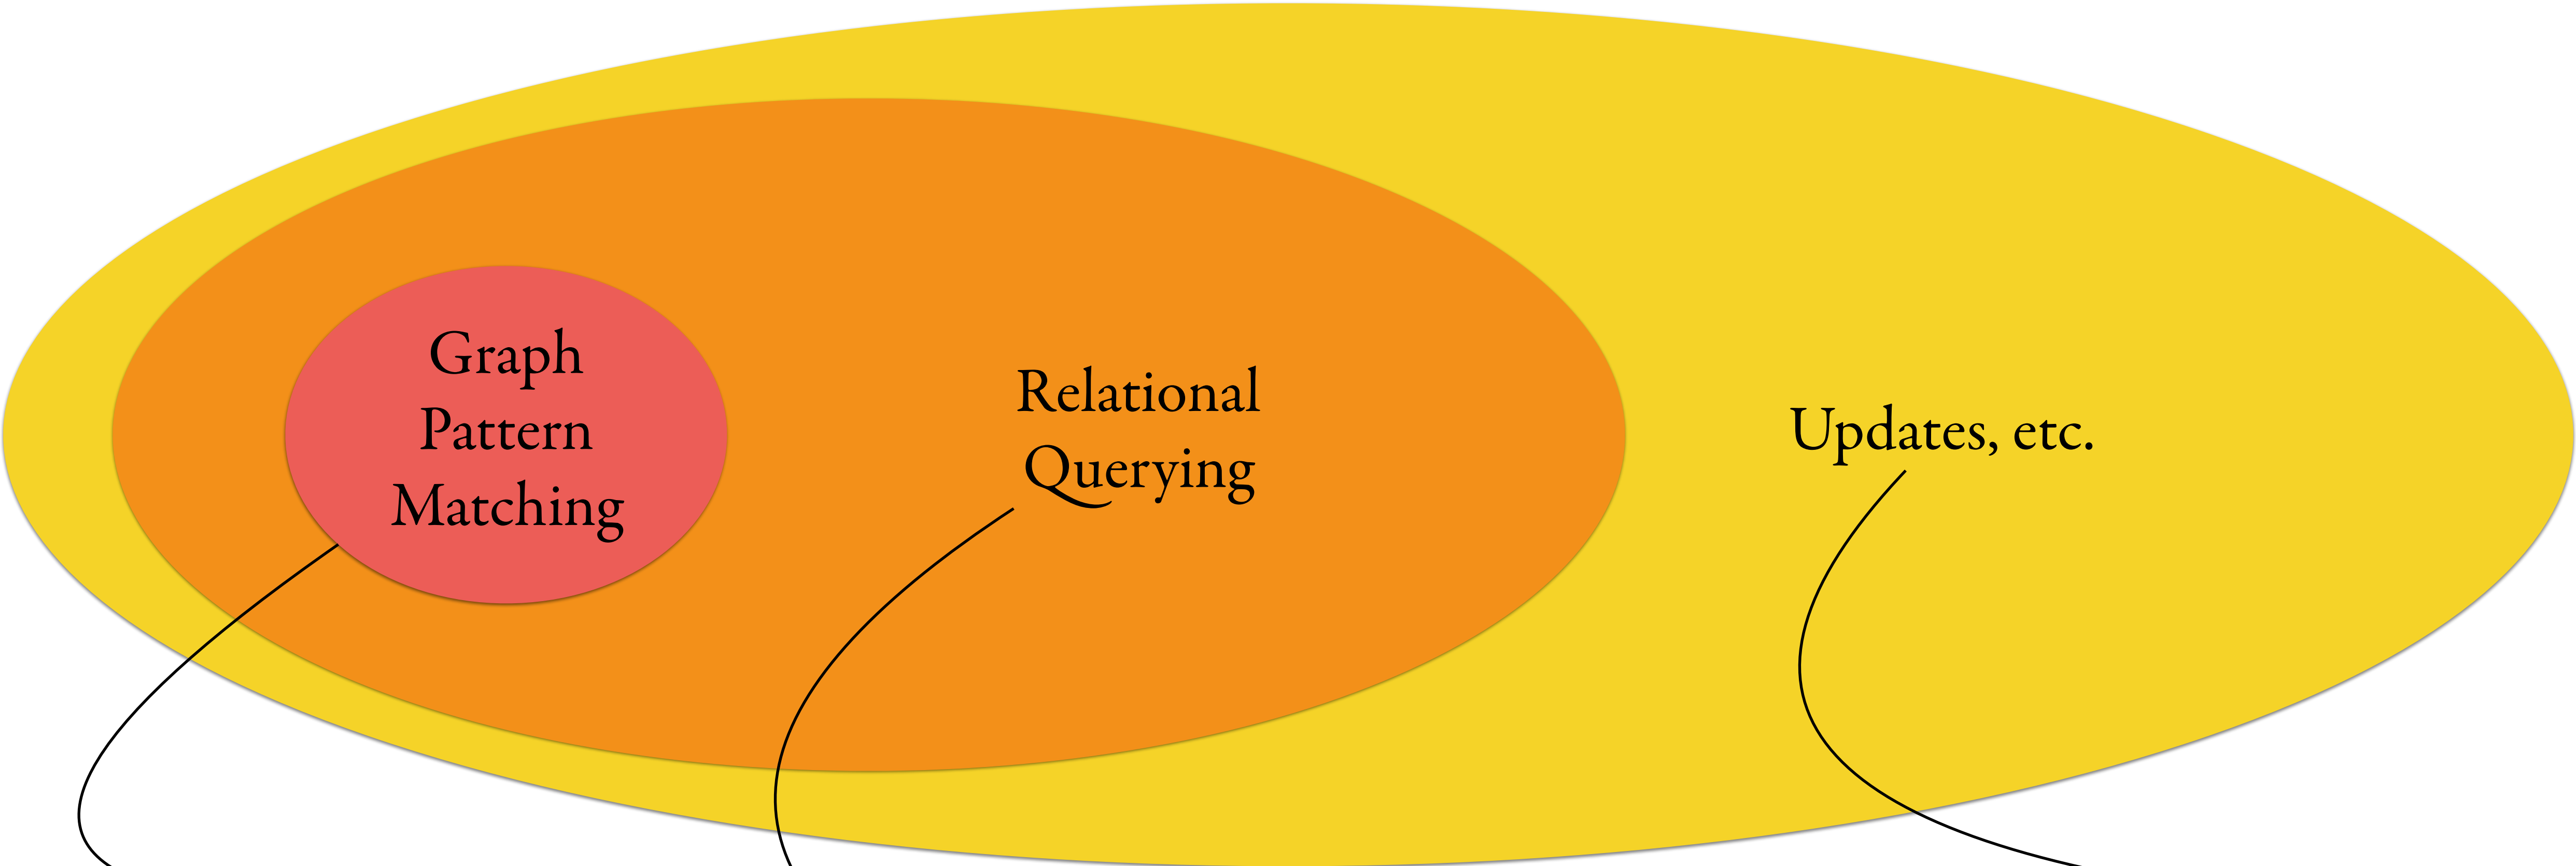 Graph
Pattern
Matching
Relational
Querying
Updates, etc.